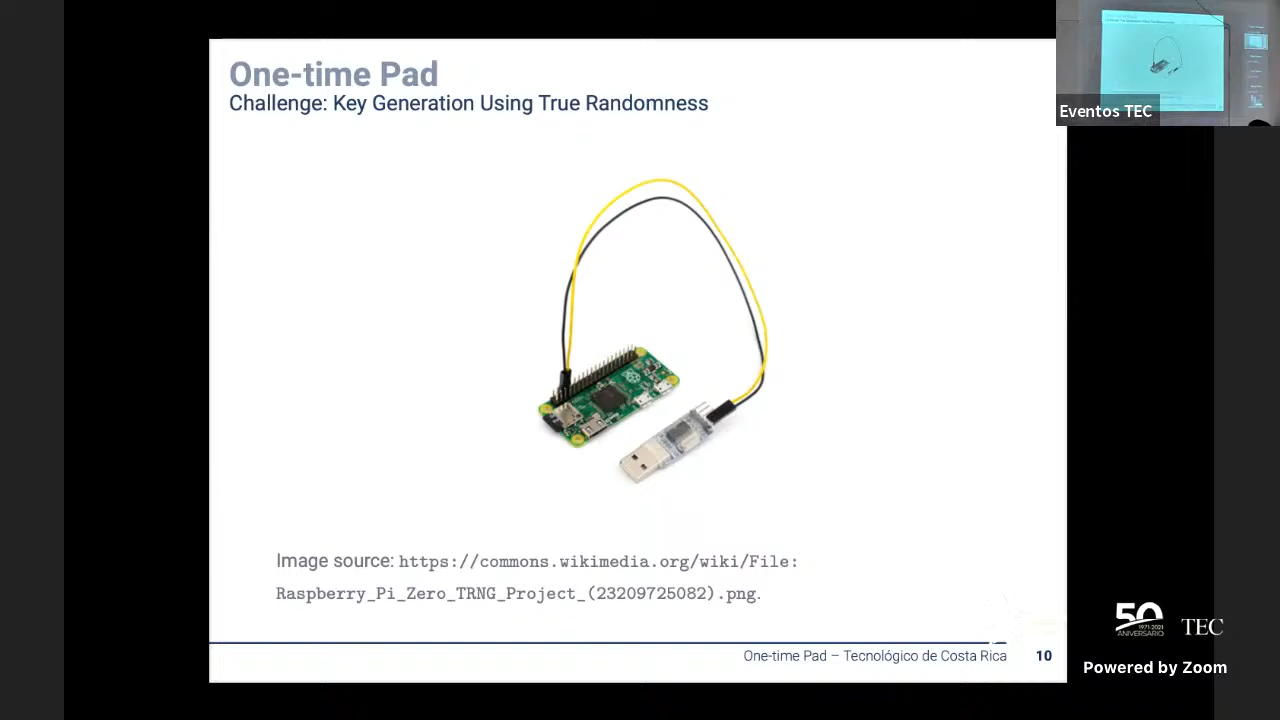 One-time Pad
Challenge: Key Generation Using True Randomness
Eventos TEC
Image source: https://commons.wikimedia.org/wiki/File:
Raspberry_Pi_Zero_TRNG_Project_(23209725082).png.
One-time Pad – Tecnológico de Costa Rica 10
50
1971-2021
ANIVERSARIO
TEC
Powered by Zoom